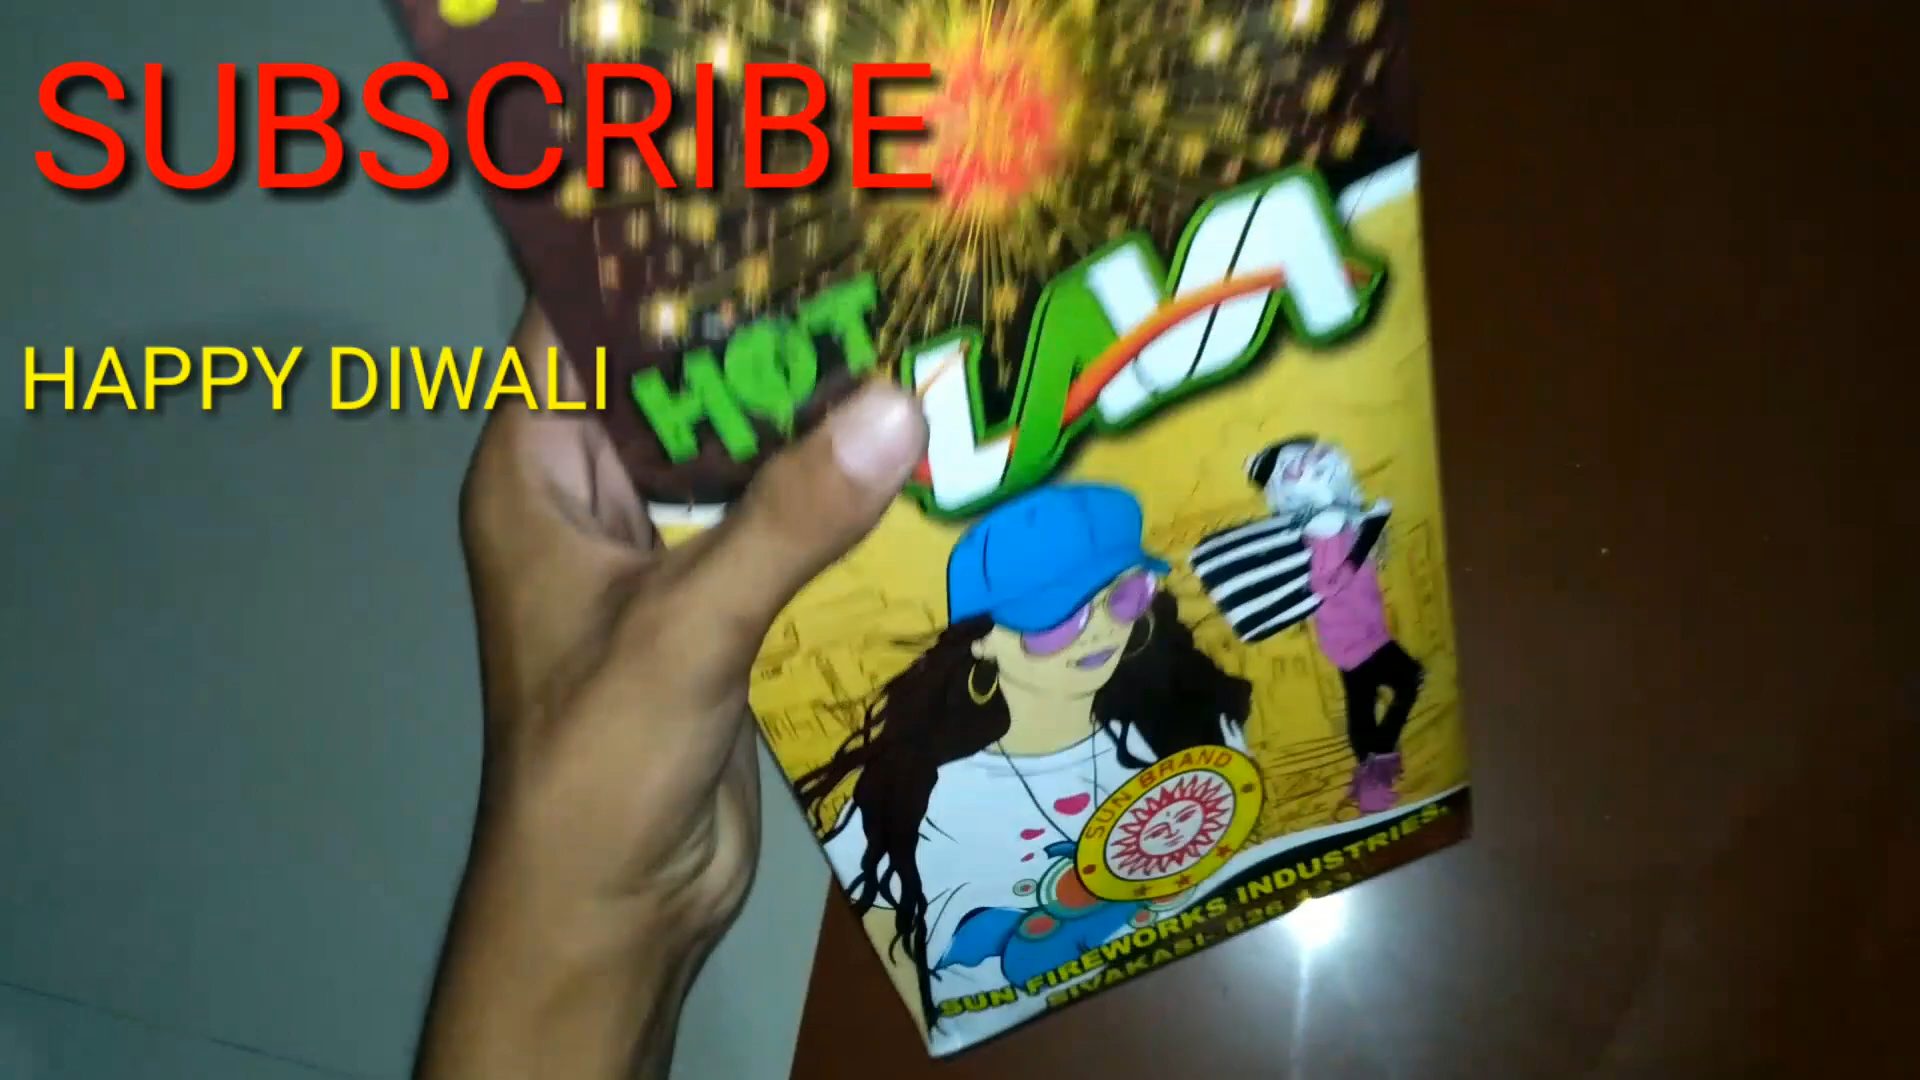 SUBSCRIBE
HAPPY DIWALI
HOT
LAVA
SUN BRAND
SUN FIREWORKS INDUSTRIES.
SIVAKASI.